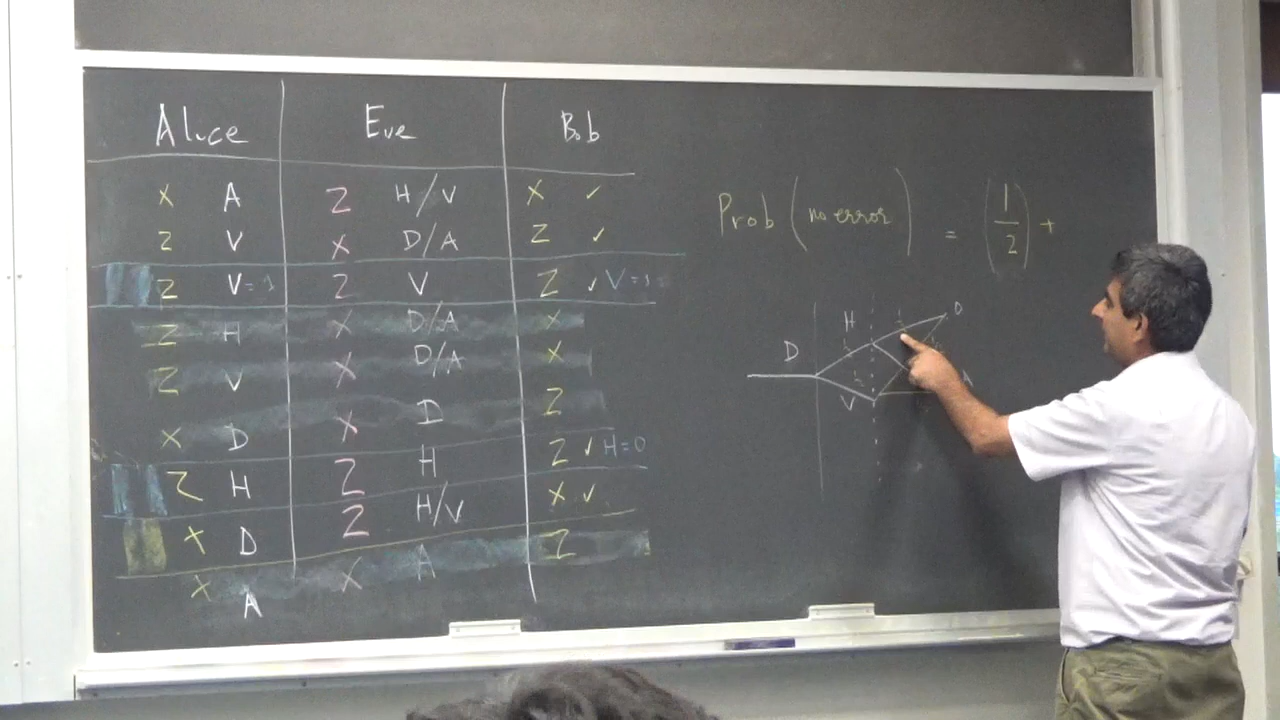 Alice Eve Bob
X A Z H/V X ✓
Z V X D/A Z ✓
Z V=1 Z V Z ✓ V=1
Z H X D/A X
Z V X D/A X
X D X D Z
Z H Z H Z ✓ H=0
X D Z H/V X ✓
X A X A Z
Prob (no error) = (1/2) +
H D
D
V